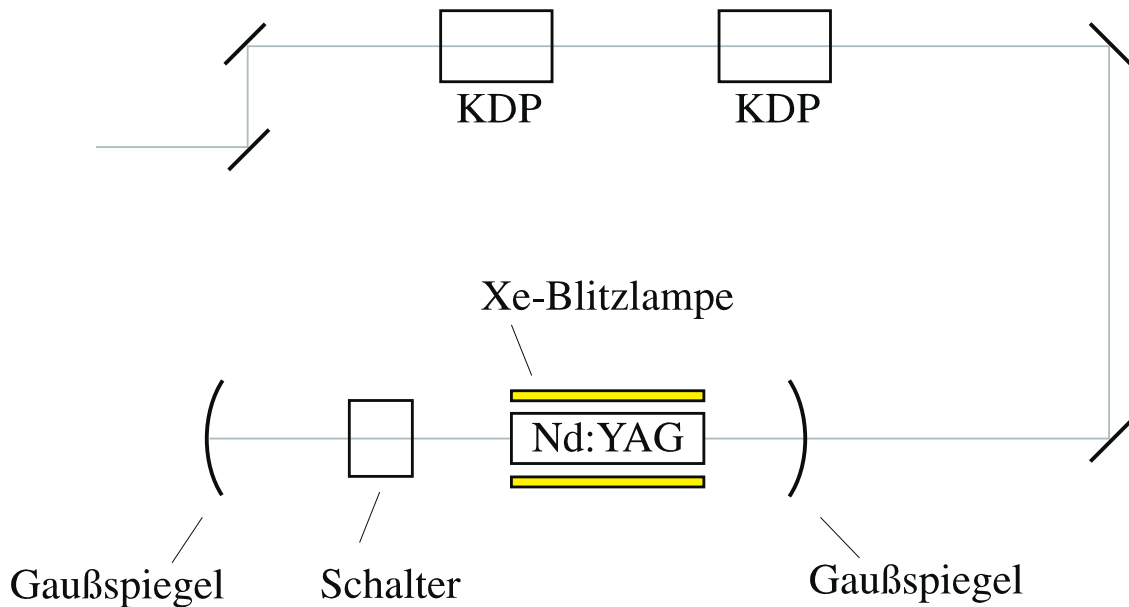 KDP
KDP
Xe-Blitzlampe
Nd:YAG
Gaußspiegel
Schalter
Gaußspiegel